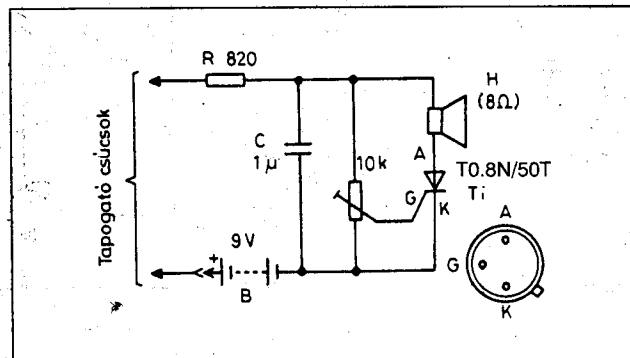 R 820
H
(8Ω)
C
1µ
10k
A
T0.8N/50T
G
Ti
K
A
G
K
9V
+
B
Tapogató csúcsok